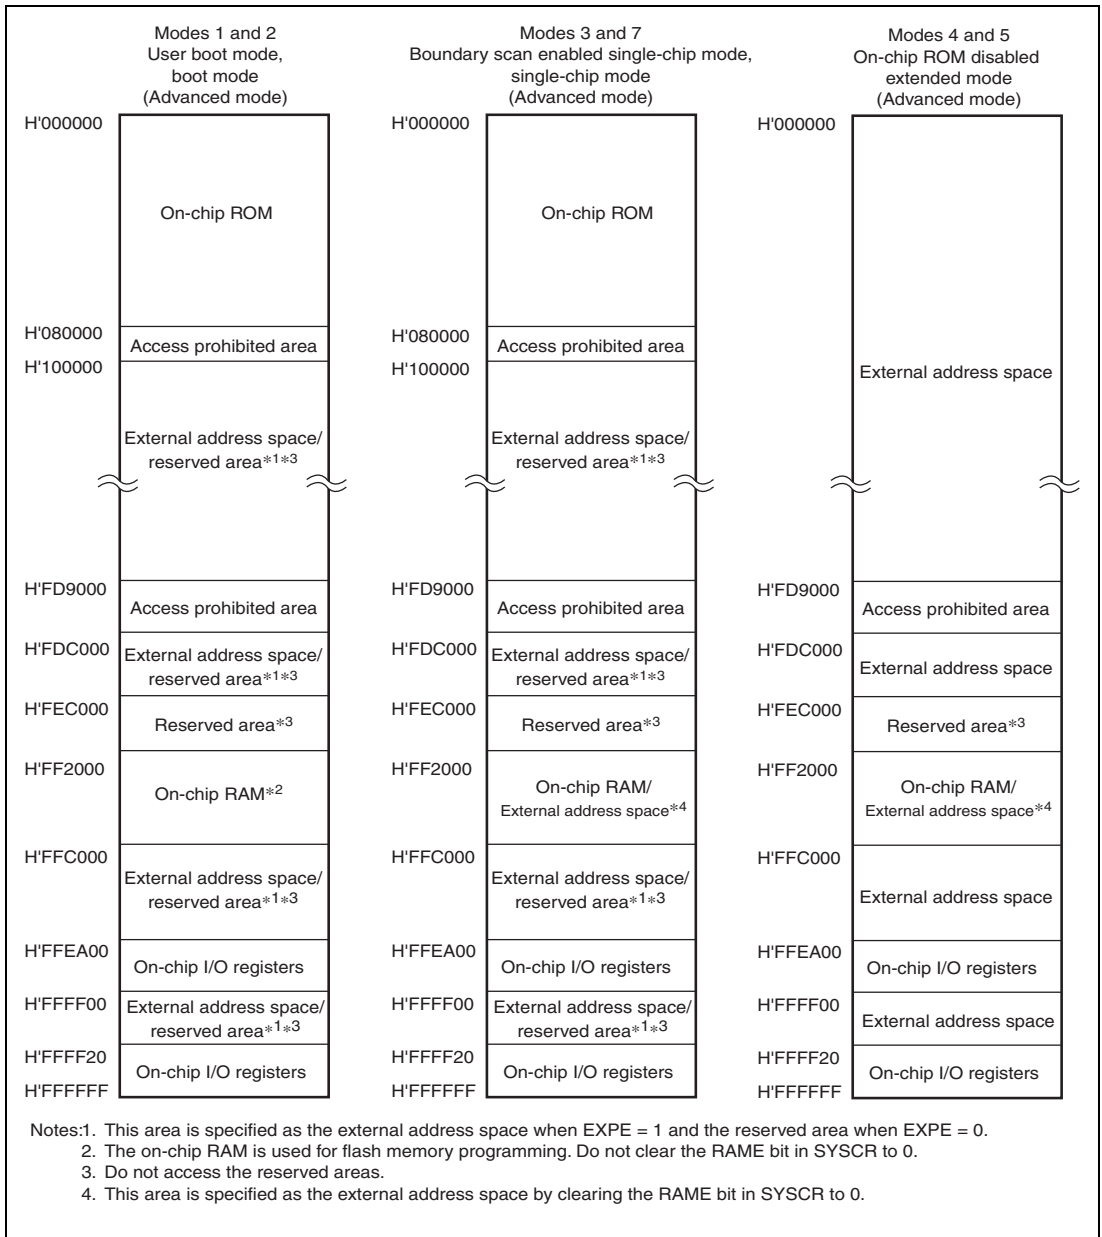 Modes 1 and 2
User boot mode,
boot mode
(Advanced mode)
H'000000
On-chip ROM
H'080000
Access prohibited area
H'100000
External address space/
reserved area*1*3
H'FD9000
Access prohibited area
H'FDC000
External address space/
reserved area*1*3
H'FEC000
Reserved area*3
H'FF2000
On-chip RAM*2
H'FFC000
External address space/
reserved area*1*3
H'FFEA00
On-chip I/O registers
H'FFFF00
External address space/
reserved area*1*3
H'FFFF20
On-chip I/O registers
H'FFFFFF
Modes 3 and 7
Boundary scan enabled single-chip mode,
single-chip mode
(Advanced mode)
H'000000
On-chip ROM
H'080000
Access prohibited area
H'100000
External address space/
reserved area*1*3
H'FD9000
Access prohibited area
H'FDC000
External address space/
reserved area*1*3
H'FEC000
Reserved area*3
H'FF2000
On-chip RAM/
External address space*4
H'FFC000
External address space/
reserved area*1*3
H'FFEA00
On-chip I/O registers
H'FFFF00
External address space/
reserved area*1*3
H'FFFF20
On-chip I/O registers
H'FFFFFF
Modes 4 and 5
On-chip ROM disabled
extended mode
(Advanced mode)
H'000000
External address space
H'FD9000
Access prohibited area
H'FDC000
External address space
H'FEC000
Reserved area*3
H'FF2000
On-chip RAM/
External address space*4
H'FFC000
External address space
H'FFEA00
On-chip I/O registers
H'FFFF00
External address space
H'FFFF20
On-chip I/O registers
H'FFFFFF
Notes:1. This area is specified as the external address space when EXPE = 1 and the reserved area when EXPE = 0.
2. The on-chip RAM is used for flash memory programming. Do not clear the RAME bit in SYSCR to 0.
3. Do not access the reserved areas.
4. This area is specified as the external address space by clearing the RAME bit in SYSCR to 0.